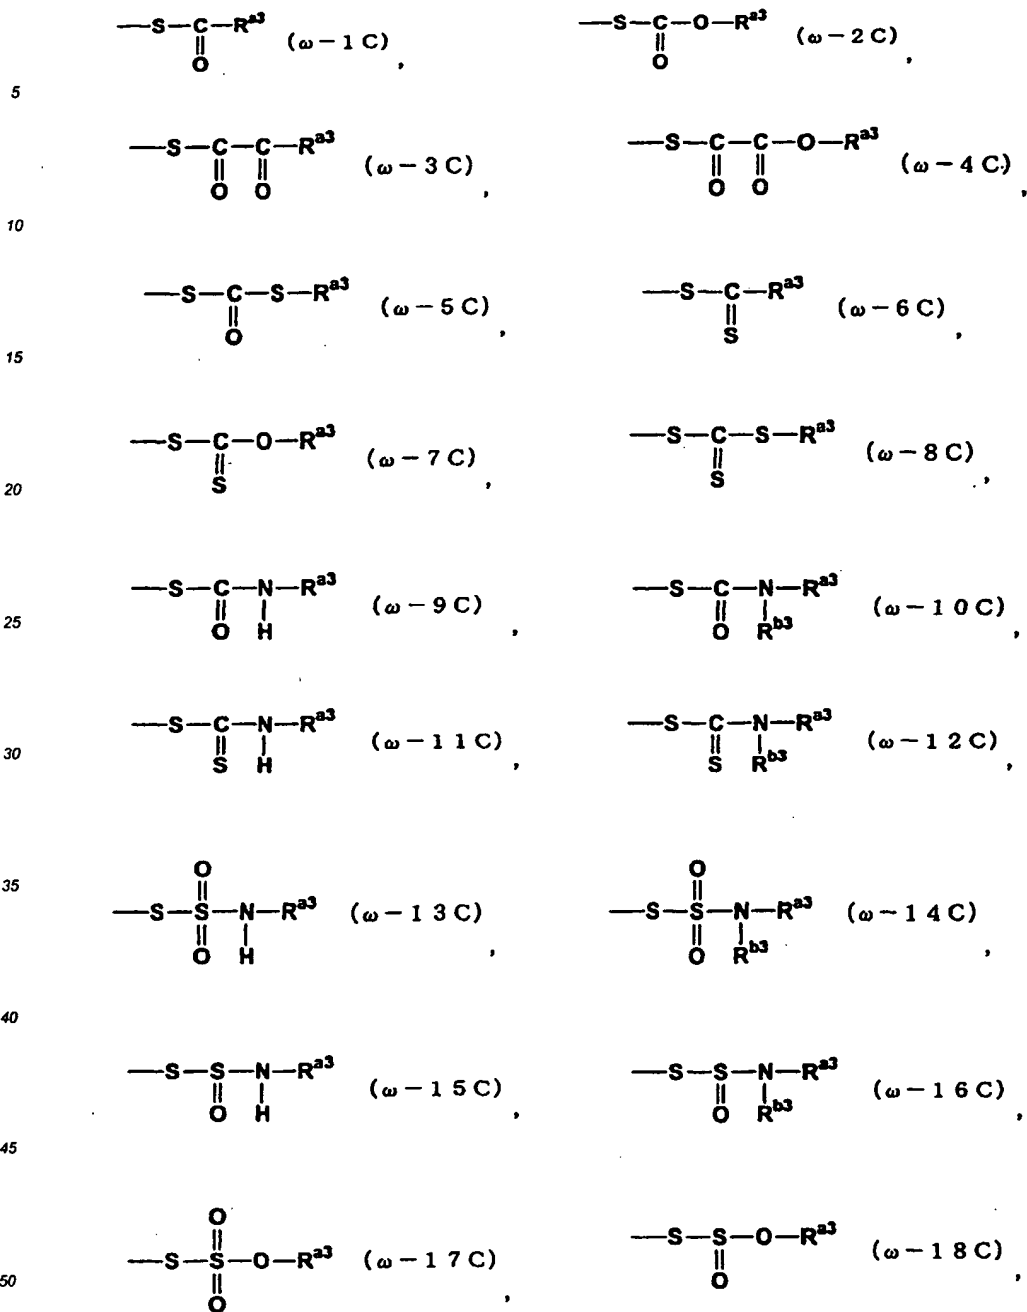 —S—C—R^a3 (ω−1C), —S—C—O—R^a3 (ω−2C),
‖ ‖
O O
5
—S—C—C—R^a3 (ω−3C), —S—C—C—O—R^a3 (ω−4C),
‖ ‖ ‖ ‖
O O O O
10
—S—C—S—R^a3 (ω−5C), —S—C—R^a3 (ω−6C),
‖ ‖
O S
15
—S—C—O—R^a3 (ω−7C), —S—C—S—R^a3 (ω−8C),
‖ ‖
S S
20
—S—C—N—R^a3 (ω−9C), —S—C—N—R^a3 (ω−10C),
‖ | ‖ |
O H O R^b3
25
—S—C—N—R^a3 (ω−11C), —S—C—N—R^a3 (ω−12C),
‖ | ‖ |
S H S R^b3
30
O O
‖ ‖
35
—S—S—N—R^a3 (ω−13C), —S—S—N—R^a3 (ω−14C),
‖ | ‖ |
O H O R^b3
40
—S—S—N—R^a3 (ω−15C), —S—S—N—R^a3 (ω−16C),
‖ | ‖ |
O H O R^b3
45
O
‖
—S—S—O—R^a3 (ω−17C), —S—S—O—R^a3 (ω−18C),
‖ ‖
50
O O